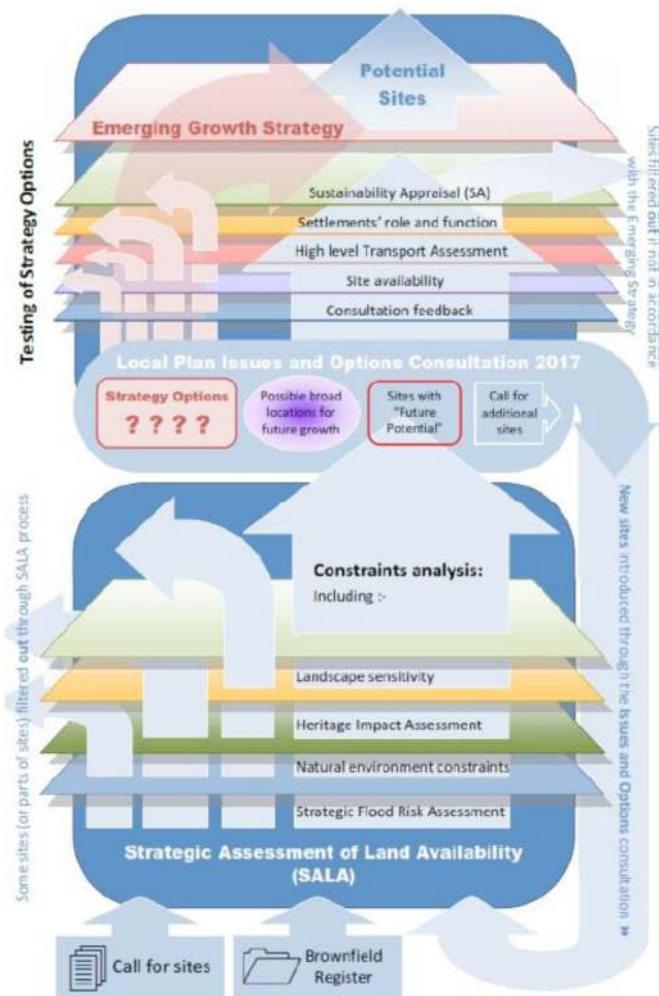 Potential
Sites
Emerging Growth Strategy
Testing of Strategy Options
Sites filtered out if not in accordance
with the Emerging Strategy
Sustainability Appraisal (SA)
Settlements' role and function
High level Transport Assessment
Site availability
Consultation feedback
Local Plan Issues and Options Consultation 2017
Strategy Options
? ? ? ?
Possible broad
locations for
future growth
Sites with
"Future
Potential"
Call for
additional
sites
Some sites (or parts of sites) filtered out through SALA process
New sites introduced through the Issues and Options consultation »
Constraints analysis:
Including :-
Landscape sensitivity
Heritage Impact Assessment
Natural environment constraints
Strategic Flood Risk Assessment
Strategic Assessment of Land Availability
(SALA)
Call for sites
Brownfield
Register